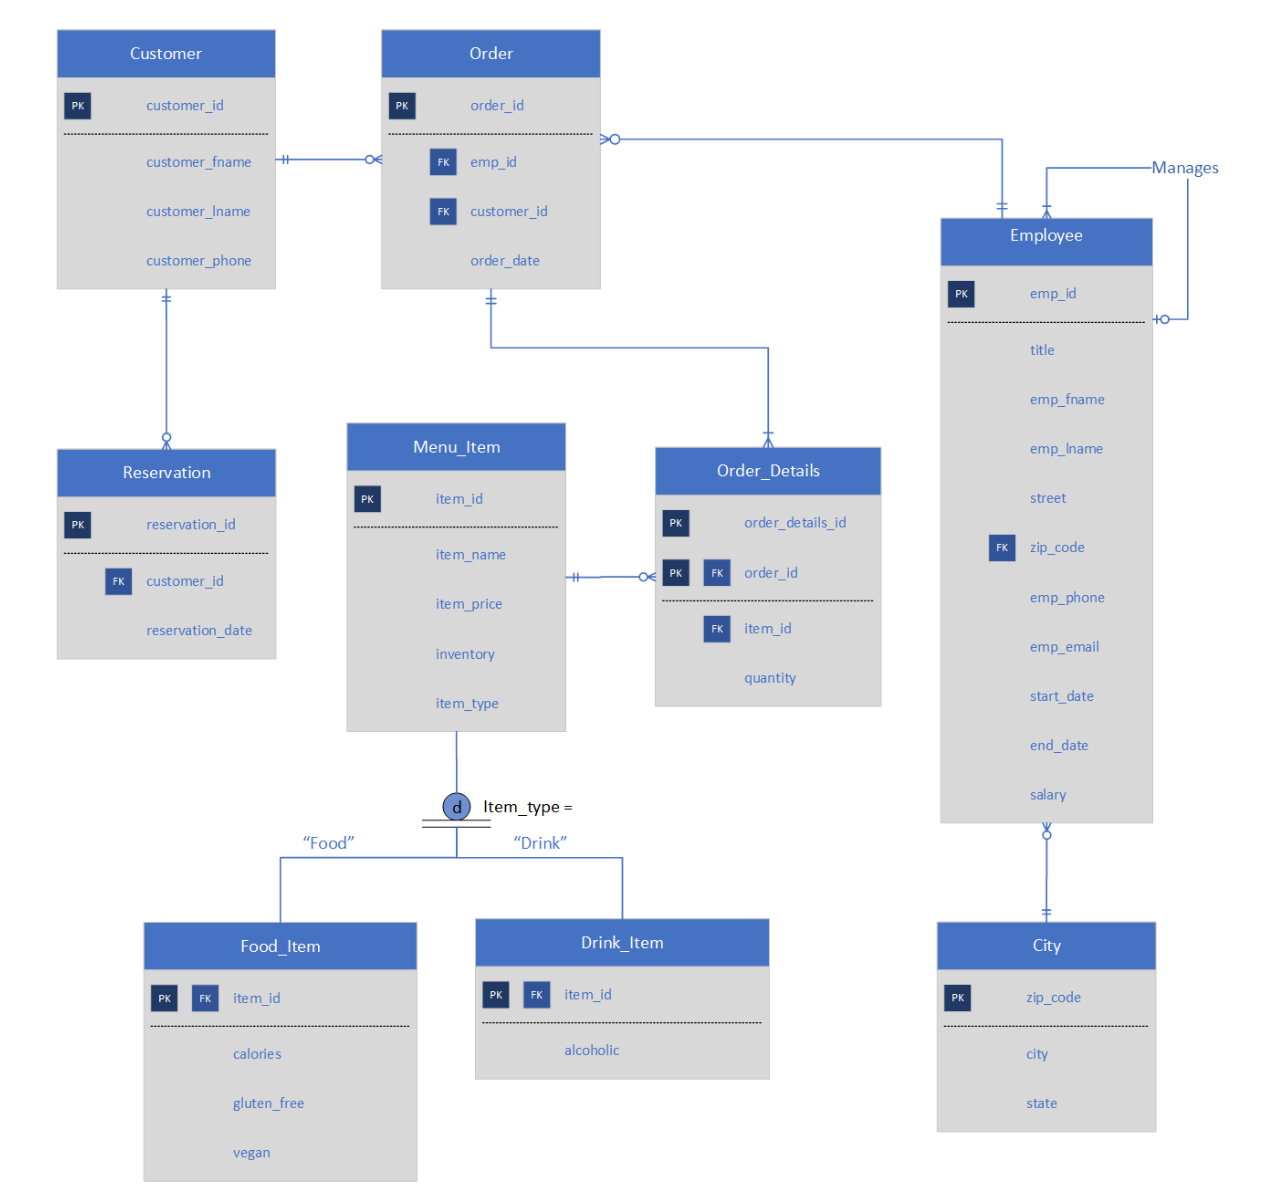 Customer
PK customer_id
customer_fname
customer_lname
customer_phone
Order
PK order_id
FK emp_id
FK customer_id
order_date
Manages
Employee
PK emp_id
title
emp_fname
emp_lname
street
FK zip_code
emp_phone
emp_email
start_date
end_date
salary
Reservation
PK reservation_id
FK customer_id
reservation_date
Menu_Item
PK item_id
item_name
item_price
inventory
item_type
Order_Details
PK order_details_id
PK FK order_id
FK item_id
quantity
d Item_type =
“Food” “Drink”
Food_Item
PK FK item_id
calories
gluten_free
vegan
Drink_Item
PK FK item_id
alcoholic
City
PK zip_code
city
state